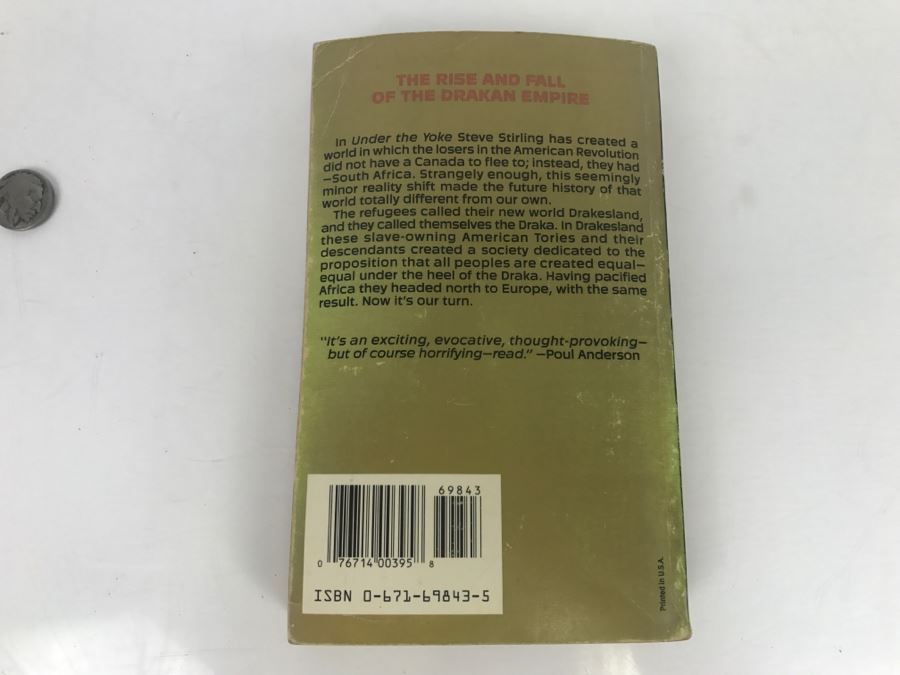 THE RISE AND FALL
OF THE DRAKAN EMPIRE
In Under the Yoke Steve Stirling has created a
world in which the losers in the American Revolution
did not have a Canada to flee to; instead, they had
—South Africa. Strangely enough, this seemingly
minor reality shift made the future history of that
world totally different from our own.
The refugees called their new world Drakesland,
and they called themselves the Draka. In Drakesland
these slave-owning American Tories and their
descendants created a society dedicated to the
proposition that all peoples are created equal—
equal under the heel of the Draka. Having pacified
Africa they headed north to Europe, with the same
result. Now it's our turn.
"It's an exciting, evocative, thought-provoking—
but of course horrifying—read." —Poul Anderson
69843
0 76714 00395 8
ISBN 0-671-69843-5
Printed in U.S.A.